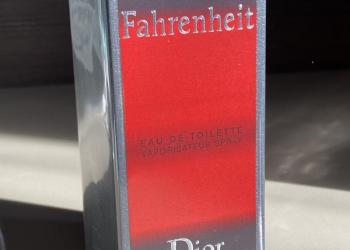 Fahrenheit
EAU DE TOILETTE
VAPORISATEUR SPRAY
Dior